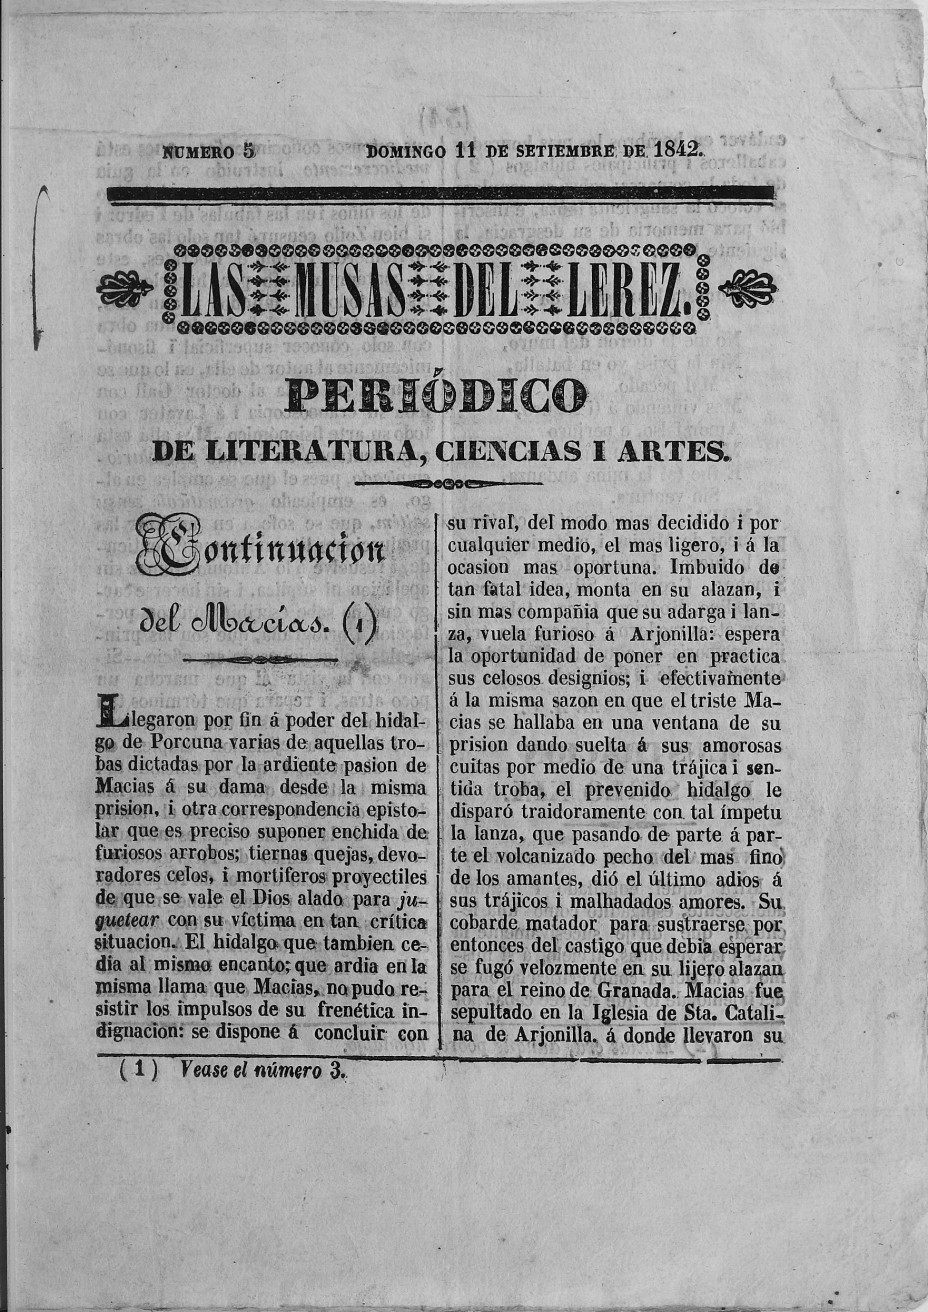 NUMERO 5 DOMINGO 11 DE SETIEMBRE DE 1842.
LAS MUSAS DEL LEREZ.
PERIÓDICO
DE LITERATURA, CIENCIAS I ARTES.
Continuacion
del Macías. (1)
Llegaron por fin á poder del hidal-
go de Porcuna varias de aquellas tro-
bas dictadas por la ardiente pasion de
Macias á su dama desde la misma
prision, i otra correspondencia episto-
lar que es preciso suponer enchida de
furiosos arrobos; tiernas quejas, devo-
radores celos, i mortiferos proyectiles
de que se vale el Dios alado para ju-
guetear con su víctima en tan crítica
situacion. El hidalgo que tambien ce-
dia al mismo encanto; que ardia en la
misma llama que Macias, no pudo re-
sistir los impulsos de su frenética in-
dignacion: se dispone á concluir con
su rival, del modo mas decidido i por
cualquier medio, el mas ligero, i á la
ocasion mas oportuna. Imbuido de
tan fatal idea, monta en su alazan, i
sin mas compañia que su adarga i lan-
za, vuela furioso á Arjonilla: espera
la oportunidad de poner en practica
sus celosos designios; i efectivamente
á la misma sazon en que el triste Ma-
cias se hallaba en una ventana de su
prision dando suelta á sus amorosas
cuitas por medio de una trájica i sen-
tida troba, el prevenido hidalgo le
disparó traidoramente con tal ímpetu
la lanza, que pasando de parte á par-
te el volcanizado pecho del mas fino
de los amantes, dió el último adios á
sus trájicos i malhadados amores. Su
cobarde matador para sustraerse por
entonces del castigo que debia esperar
se fugó velozmente en su lijero alazan
para el reino de Granada. Macias fue
sepultado en la Iglesia de Sta. Catali-
na de Arjonilla. á donde llevaron su
(1) Vease el número 3.